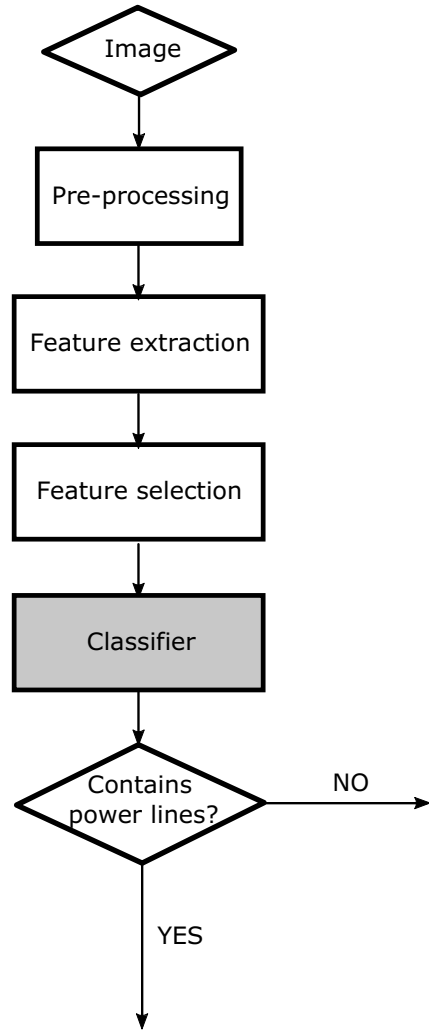 Image
Pre-processing
Feature extraction
Feature selection
Classifier
Contains
power lines?
NO
YES